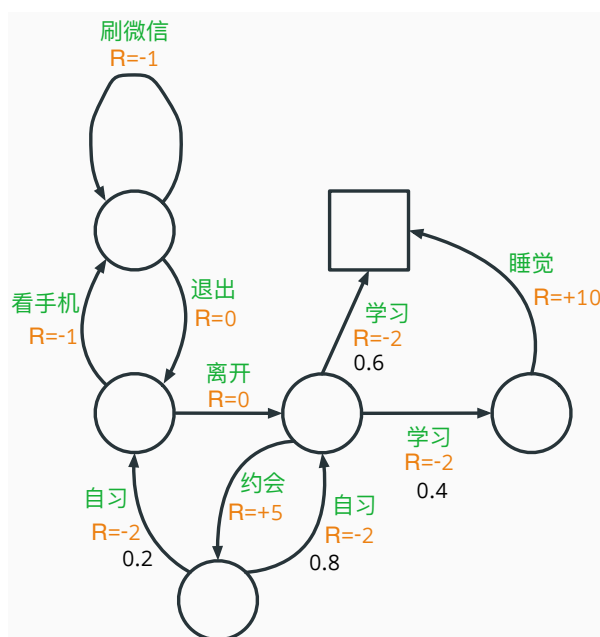 刷微信
R=-1
看手机
R=-1
退出
R=0
睡觉
R=+10
学习
R=-2
0.6
离开
R=0
学习
R=-2
0.4
自习
R=-2
0.2
约会
R=+5
自习
R=-2
0.8